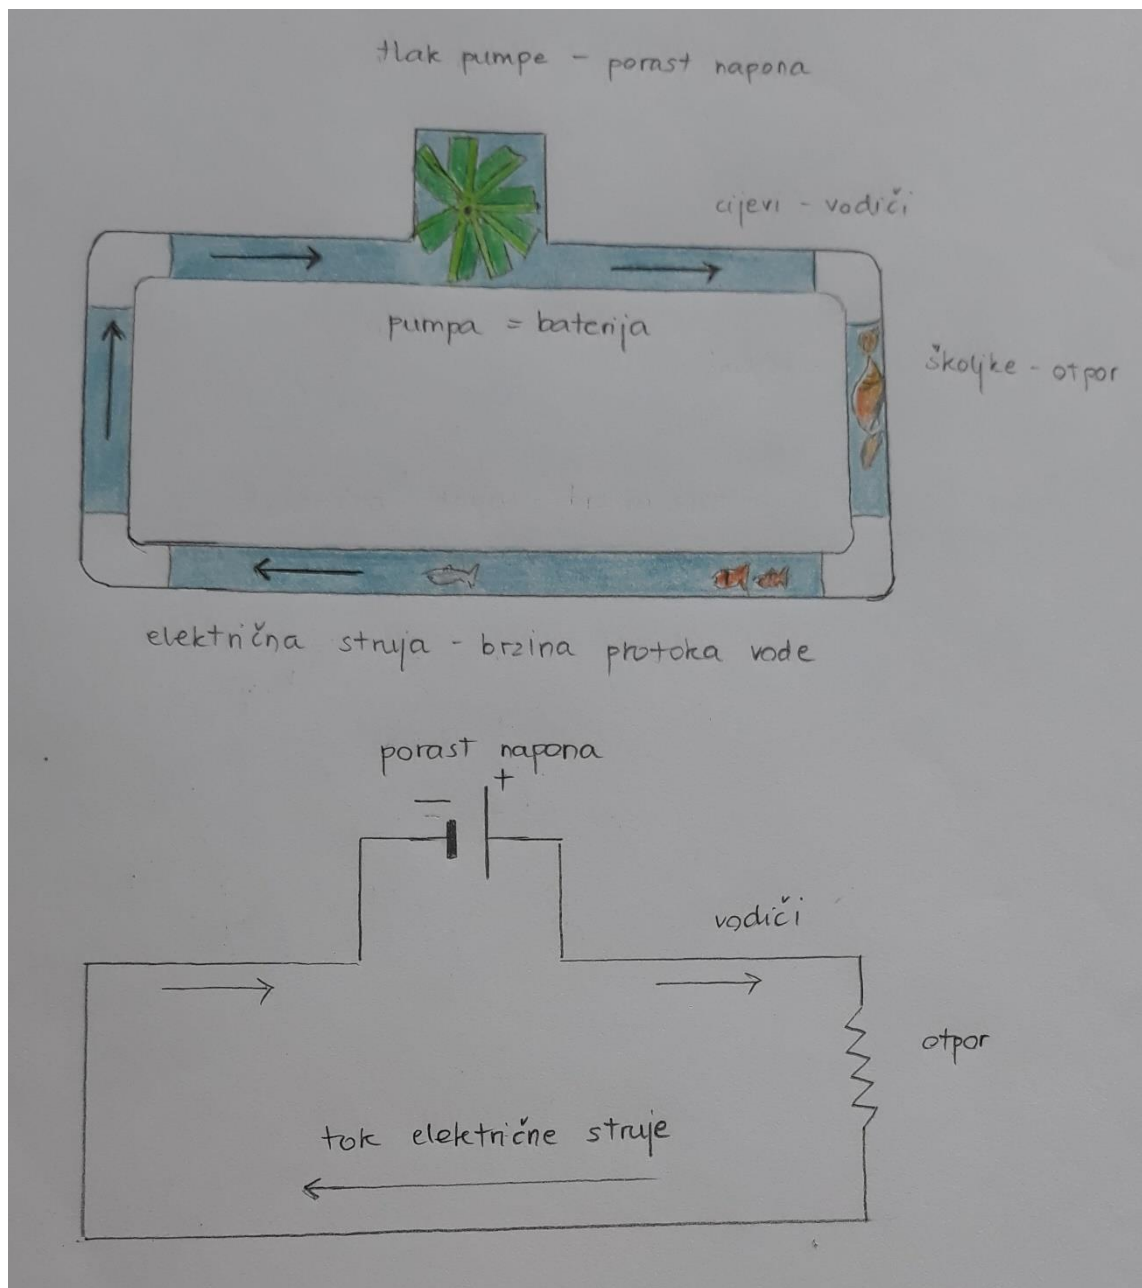 tlak pumpe - porast napona
cijevi - vodiči
pumpa = baterija
školjke - otpor
električna struja - brzina protoka vode
porast napona
- +
vodiči
otpor
tok električne struje